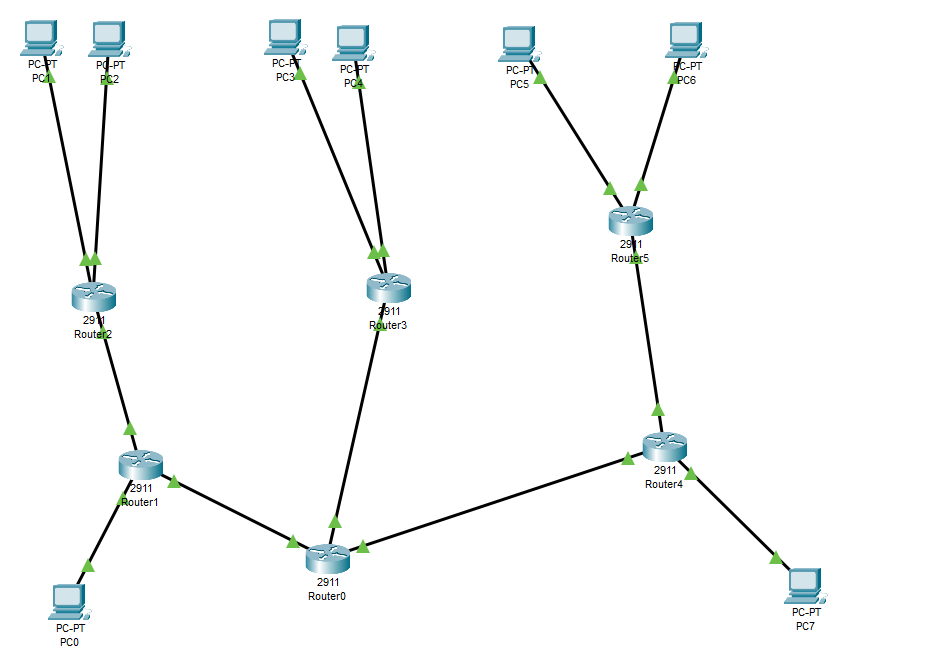 PC-PT
PC1
PC-PT
PC2
PC-PT
PC3
PC-PT
PC4
PC-PT
PC5
PC-PT
PC6
2911
Router5
2911
Router2
2911
Router3
2911
Router1
2911
Router4
2911
Router0
PC-PT
PC0
PC-PT
PC7